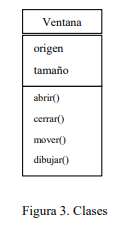 Ventana
origen
tamaño
abrir()
cerrar()
mover()
dibujar()
Figura 3. Clases